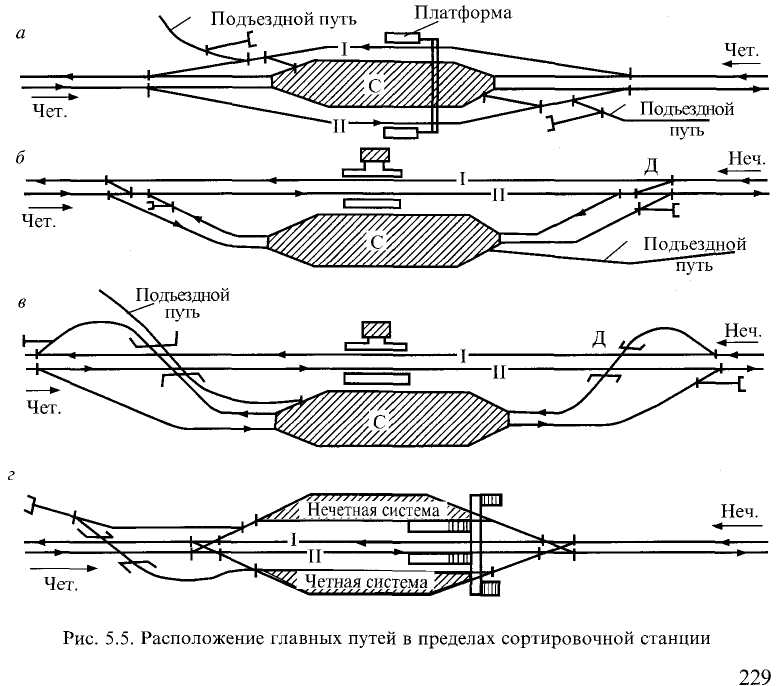 а
Подъездной путь
Платформа
I
Чет.
С
Чет.
II
Подъездной
путь
б
Д
Неч.
I
II
Чет.
С
Подъездной
путь
в
Подъездной
путь
Д
Неч.
I
II
Чет.
С
г
Нечетная система
Неч.
I
II
Чет.
Четная система
Рис. 5.5. Расположение главных путей в пределах сортировочной станции
229